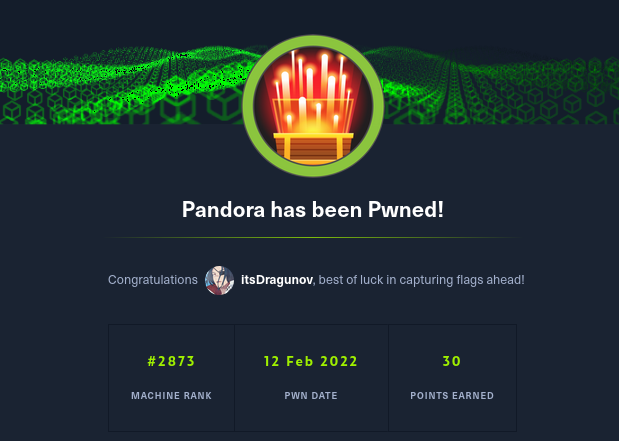 Pandora has been Pwned!
Congratulations itsDragunov, best of luck in capturing flags ahead!
#2873 12 Feb 2022 30
MACHINE RANK PWN DATE POINTS EARNED